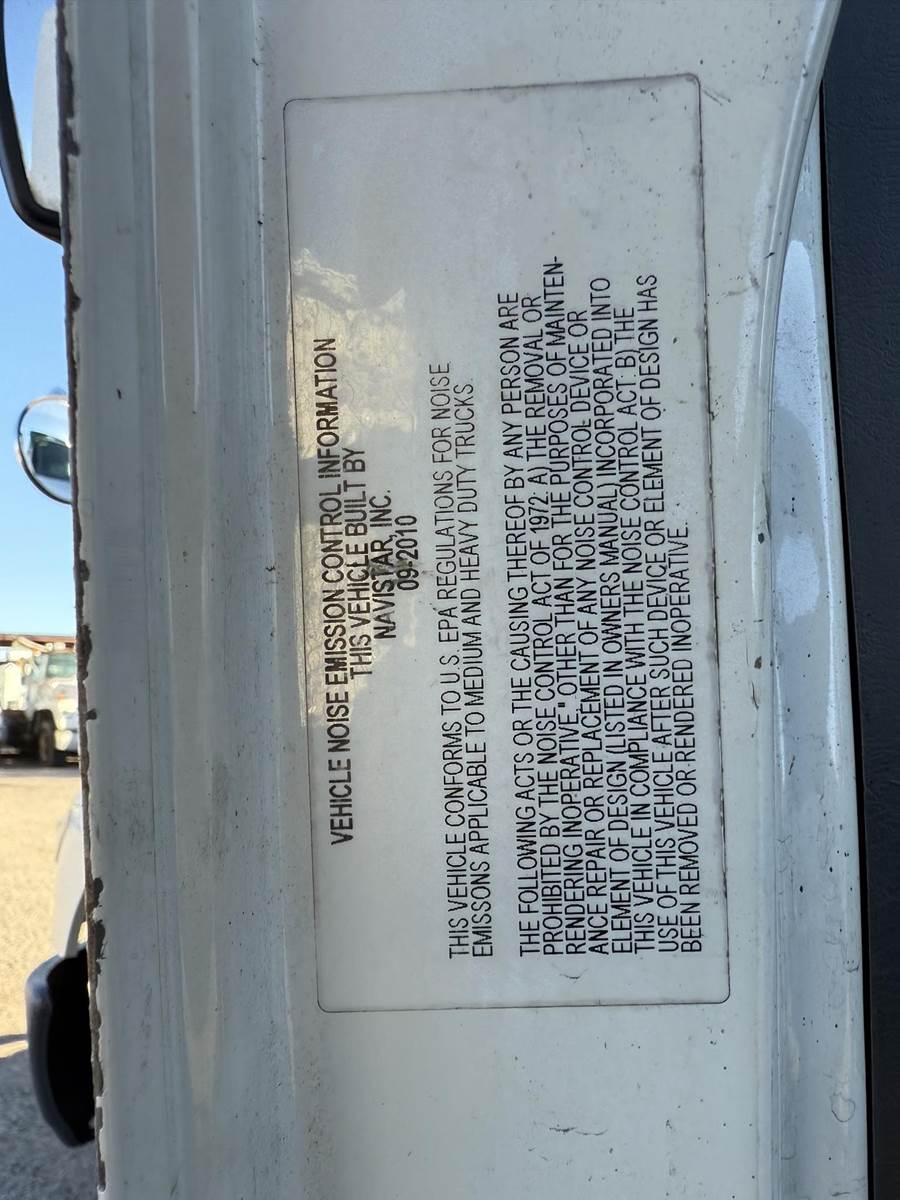 VEHICLE NOISE EMISSION CONTROL INFORMATION
THIS VEHICLE BUILT BY
NAVISTAR, INC.
09-2010
THIS VEHICLE CONFORMS TO U.S. EPA REGULATIONS FOR NOISE
EMISSONS APPLICABLE TO MEDIUM AND HEAVY DUTY TRUCKS
THE FOLLOWING ACTS OR THE CAUSING THEREOF BY ANY PERSON ARE
PROHIBITED BY THE NOISE CONTROL ACT OF 1972: A) THE REMOVAL OR
RENDERING INOPERATIVE," OTHER THAN FOR THE PURPOSES OF MAINTEN-
ANCE REPAIR OR REPLACEMENT OF ANY NOISE CONTROL DEVICE OR
ELEMENT OF DESIGN (LISTED IN OWNERS MANUAL) INCORPORATED INTO
THIS VEHICLE IN COMPLIANCE WITH THE NOISE CONTROL ACT. B) THE
USE OF THIS VEHICLE AFTER SUCH DEVICE OR ELEMENT OF DESIGN HAS
BEEN REMOVED OR RENDERED INOPERATIVE.